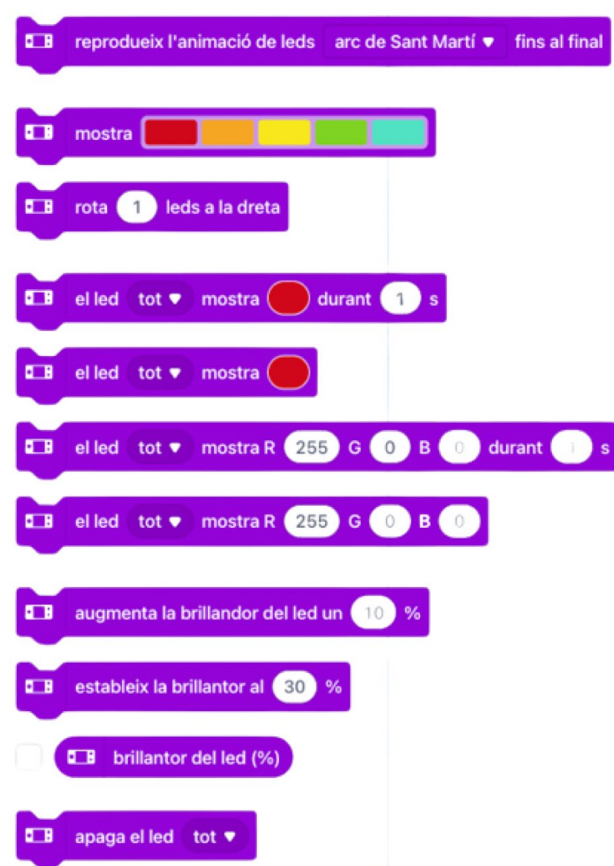 reprodueix l'animació de leds arc de Sant Martí fins al final
mostra
rota 1 leds a la dreta
el led tot mostra durant 1 s
el led tot mostra
el led tot mostra R 255 G 0 B 0 durant 1 s
el led tot mostra R 255 G 0 B 0
augmenta la brillandor del led un 10 %
estableix la brillantor al 30 %
brillantor del led (%)
apaga el led tot